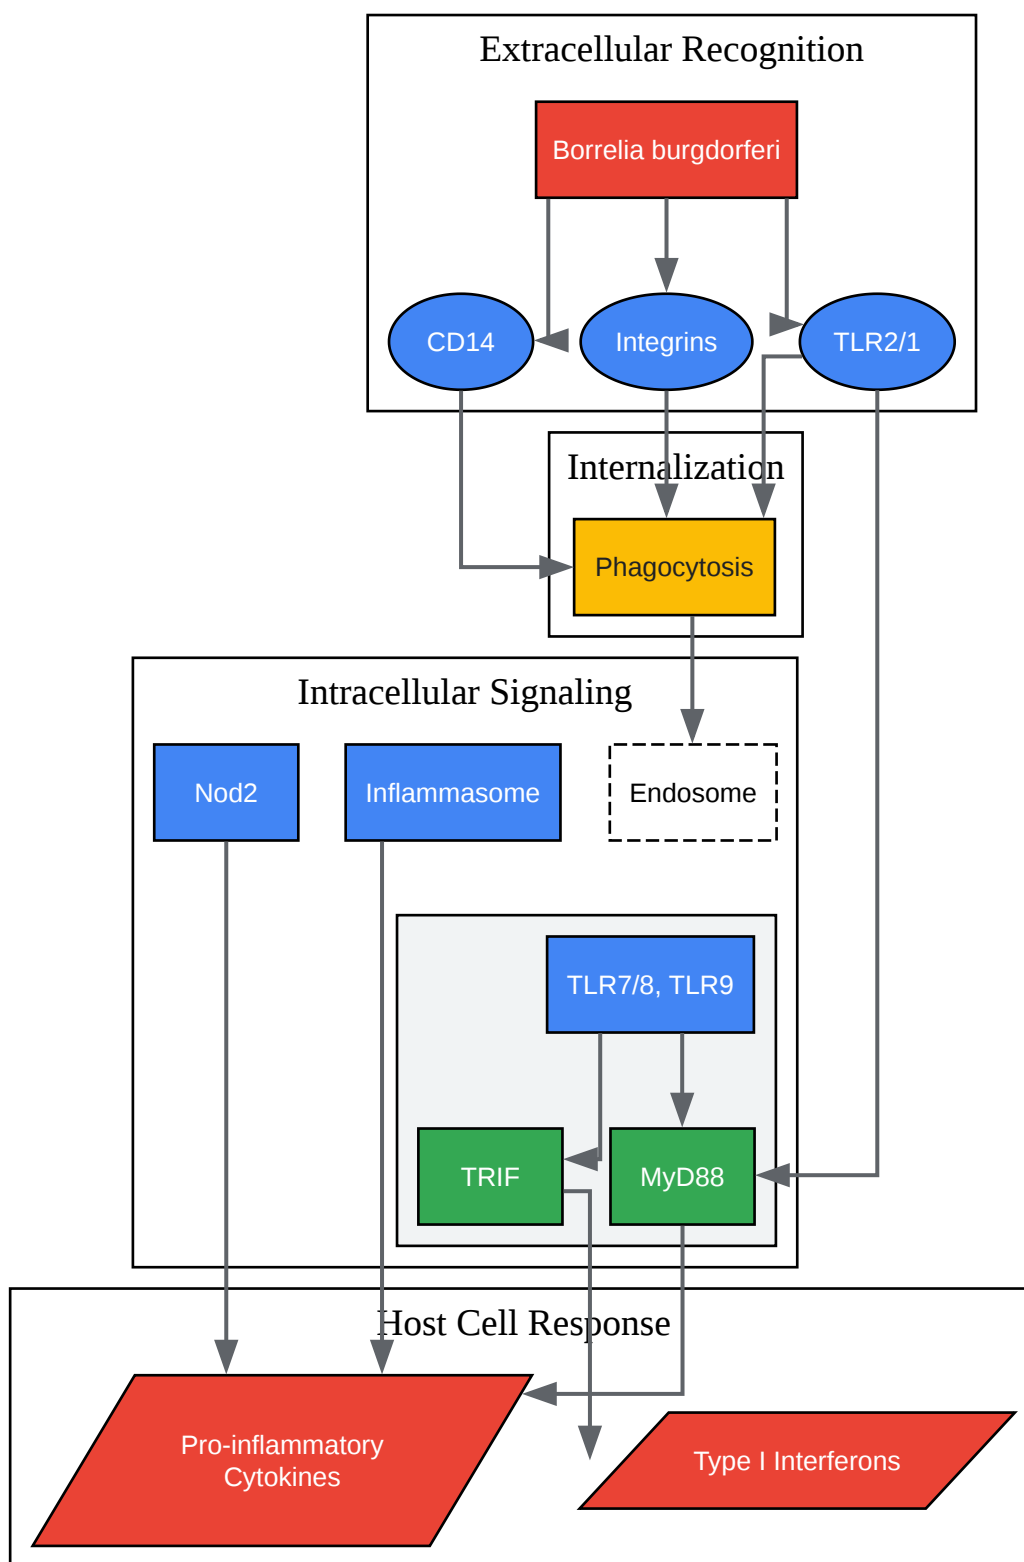 Extracellular Recognition
Borrelia burgdorferi
CD14
Integrins
TLR2/1
Internalization
Phagocytosis
Intracellular Signaling
Nod2
Inflammasome
Endosome
TLR7/8, TLR9
TRIF
MyD88
Host Cell Response
Pro-inflammatory
Cytokines
Type I Interferons